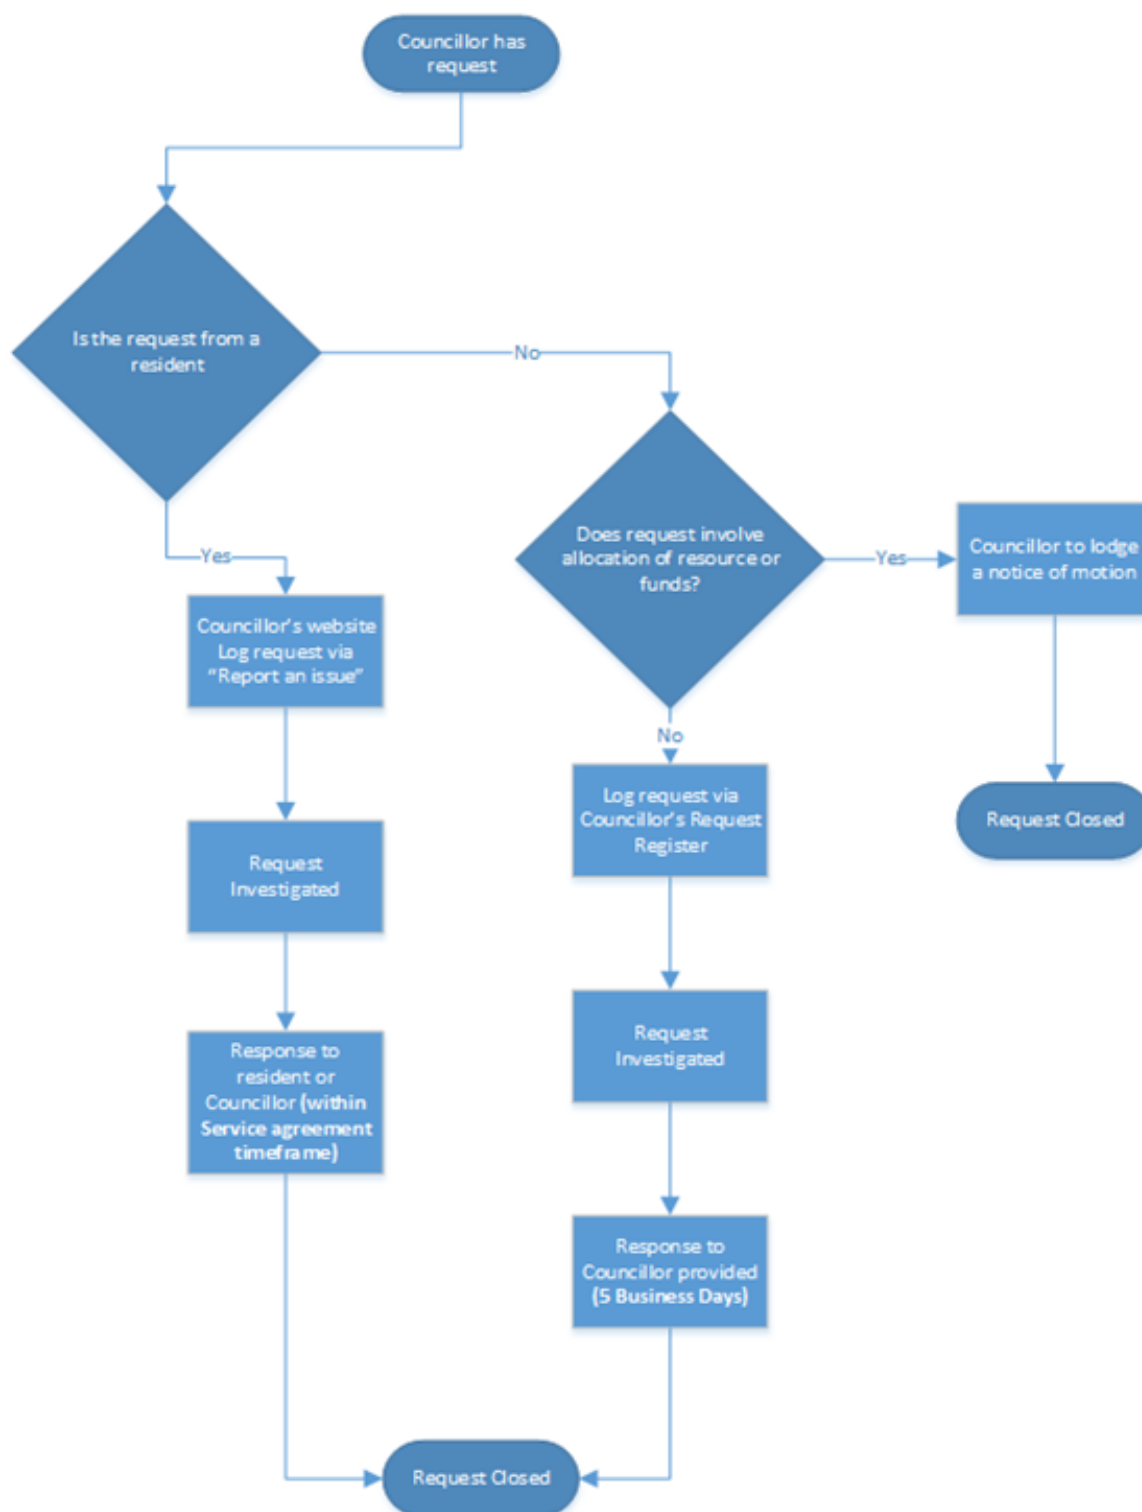 Councillor has
request
Is the request from a
resident
No
Does request involve
allocation of resource or
funds?
Yes
Councillor to lodge
a notice of motion
Request Closed
Yes
Councillor's website
Log request via
“Report an issue”
Request
Investigated
Response to
resident or
Councillor (within
Service agreement
timeframe)
No
Log request via
Councillor's Request
Register
Request
Investigated
Response to
Councillor provided
(5 Business Days)
Request Closed